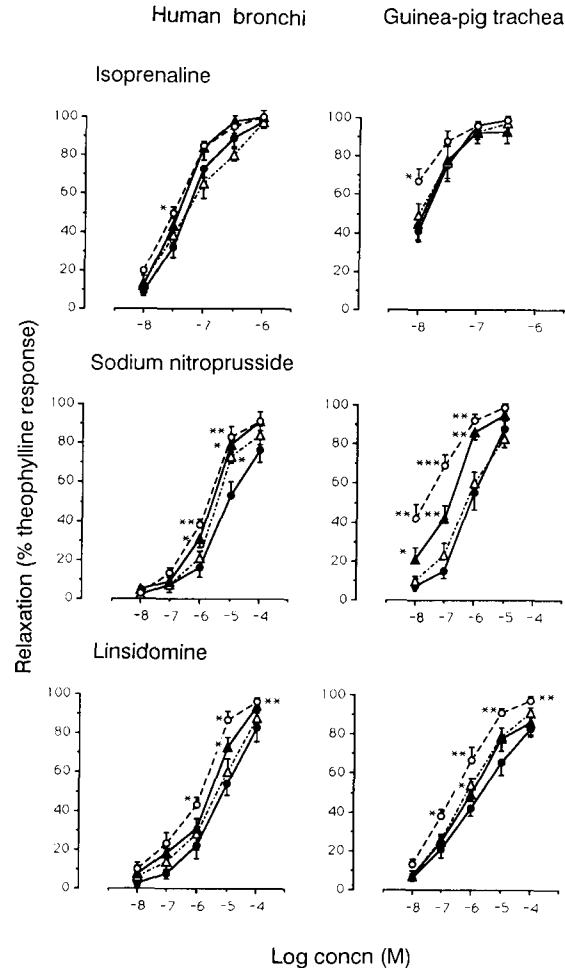 Human bronchi Guinea-pig trachea
Isoprenaline
100 100
80 80
* *
60 60
40 40
20 20
0 0
-8 -7 -6 -8 -7 -6
Sodium nitroprusside
100 100
** **
80 * * 80 **
***
60 60
** ** **
40 * 40
20 20 *
0 0
-8 -7 -6 -5 -4 -8 -7 -6 -5 -4
Linsidomine
100 ** 100 **
* **
80 * 80
**
60 60
* *
40 40 *
20 20
0 0
-8 -7 -6 -5 -4 -8 -7 -6 -5 -4
Relaxation (% theophylline response)
Log concn (M)